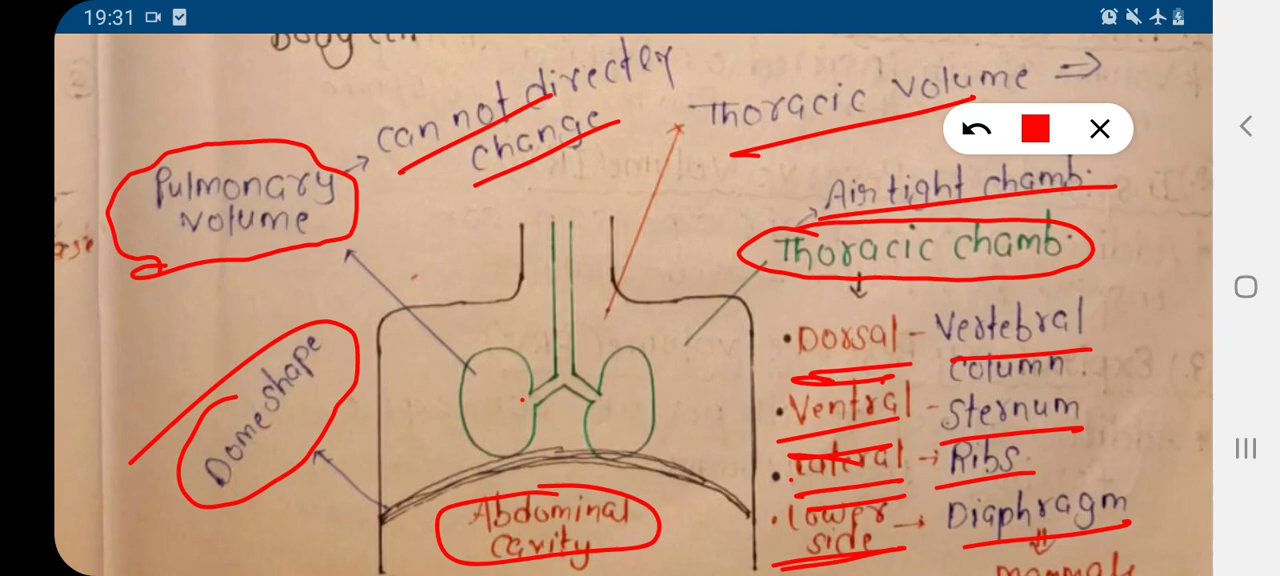 19:31
can not directer
change
Thoracic volume ⇒
Pulmonary
volume
Air tight chamb.
Thoracic chamb.
• Dorsal - Vertebral
column.
• Ventral - Sternum
• Lateral → Ribs
• Lower → Diaphragm
side
Dome shape
Abdominal
cavity